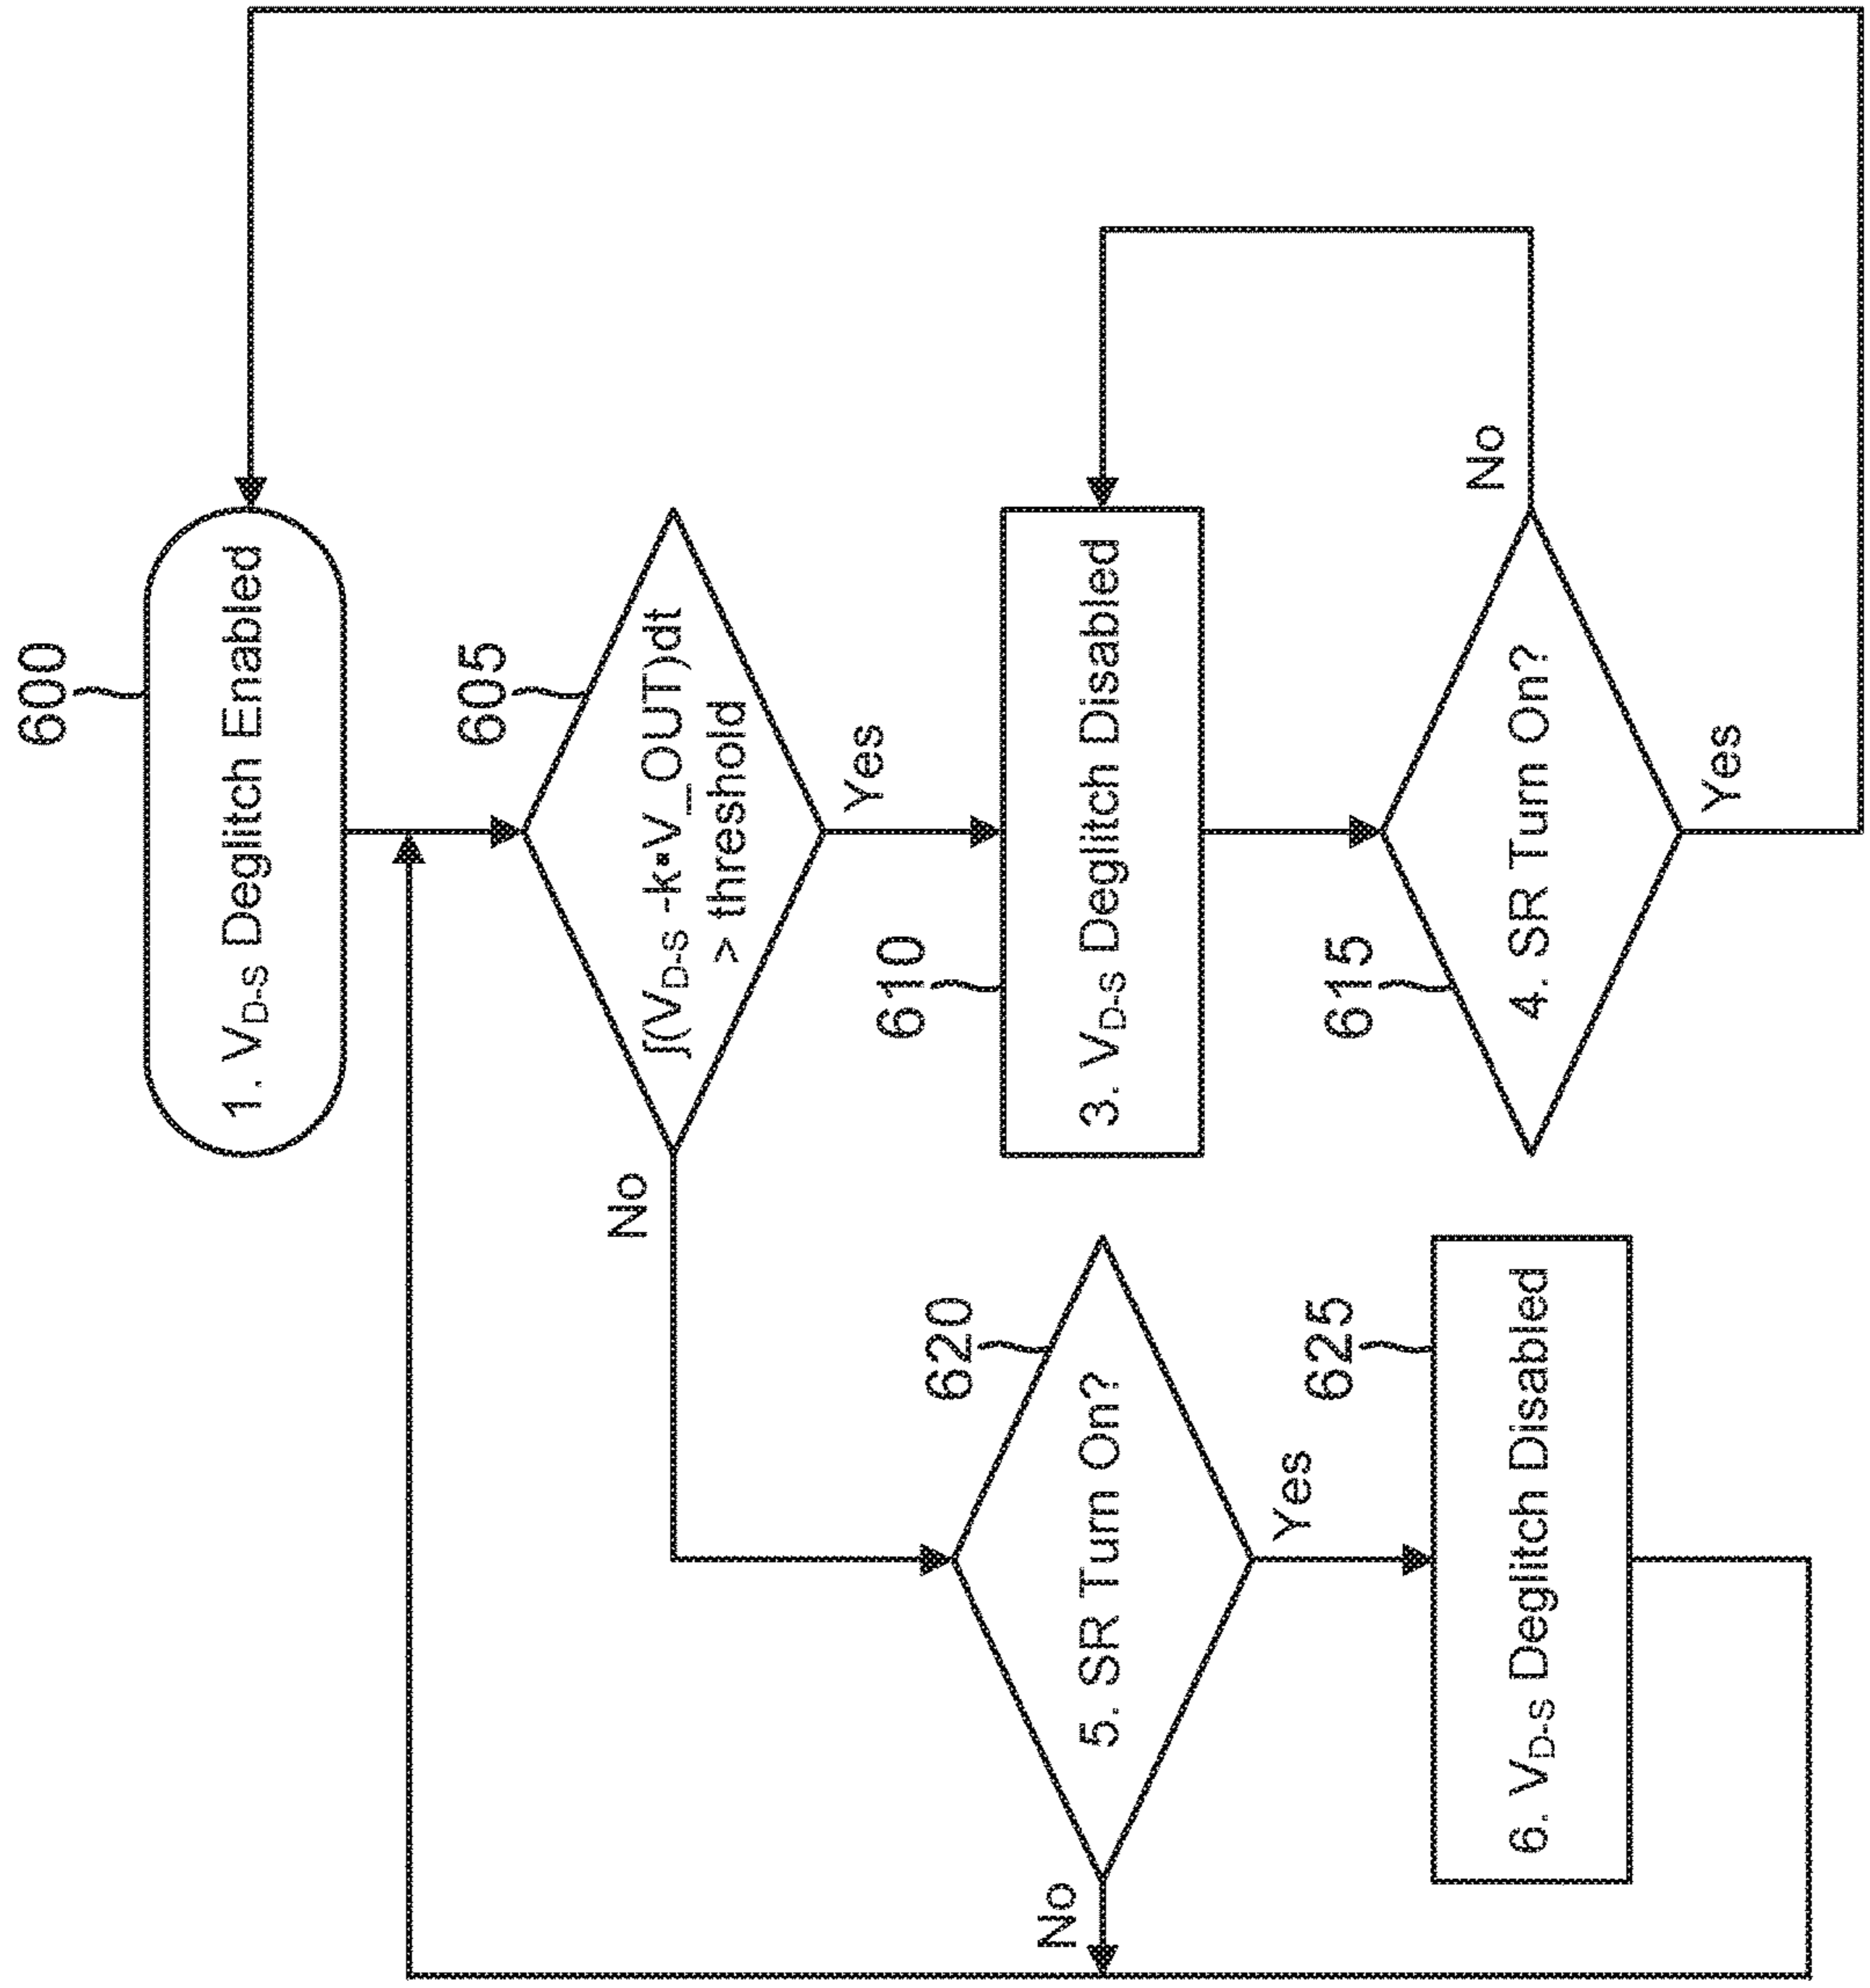 600
1. VD-S Deglitch Enabled
605
∫(VD-S -k*V_OUT)dt
> threshold
No
Yes
610
3. VD-S Deglitch Disabled
615
4. SR Turn On?
No
Yes
620
5. SR Turn On?
No
Yes
625
6. VD-S Deglitch Disabled